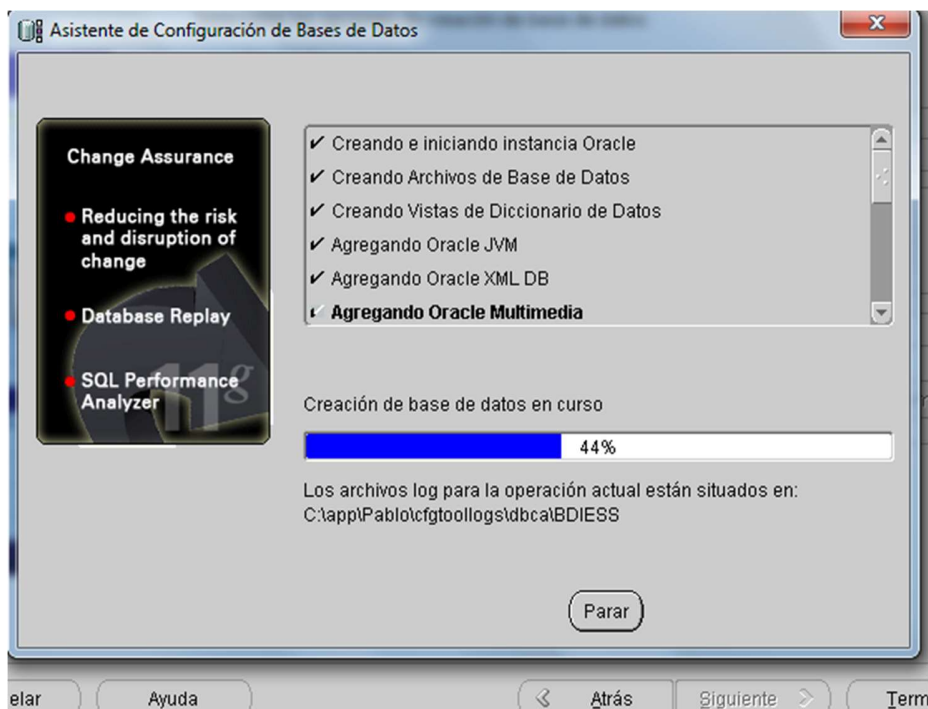 Asistente de Configuración de Bases de Datos
Change Assurance
Reducing the risk
and disruption of
change
Database Replay
SQL Performance
Analyzer
11g
Creando e iniciando instancia Oracle
Creando Archivos de Base de Datos
Creando Vistas de Diccionario de Datos
Agregando Oracle JVM
Agregando Oracle XML DB
Agregando Oracle Multimedia
Creación de base de datos en curso
44%
Los archivos log para la operación actual están situados en:
C:\app\Pablo\cfgtoollogs\dbca\BDIESS
Parar
elar
Ayuda
Atrás
Siguiente
Term